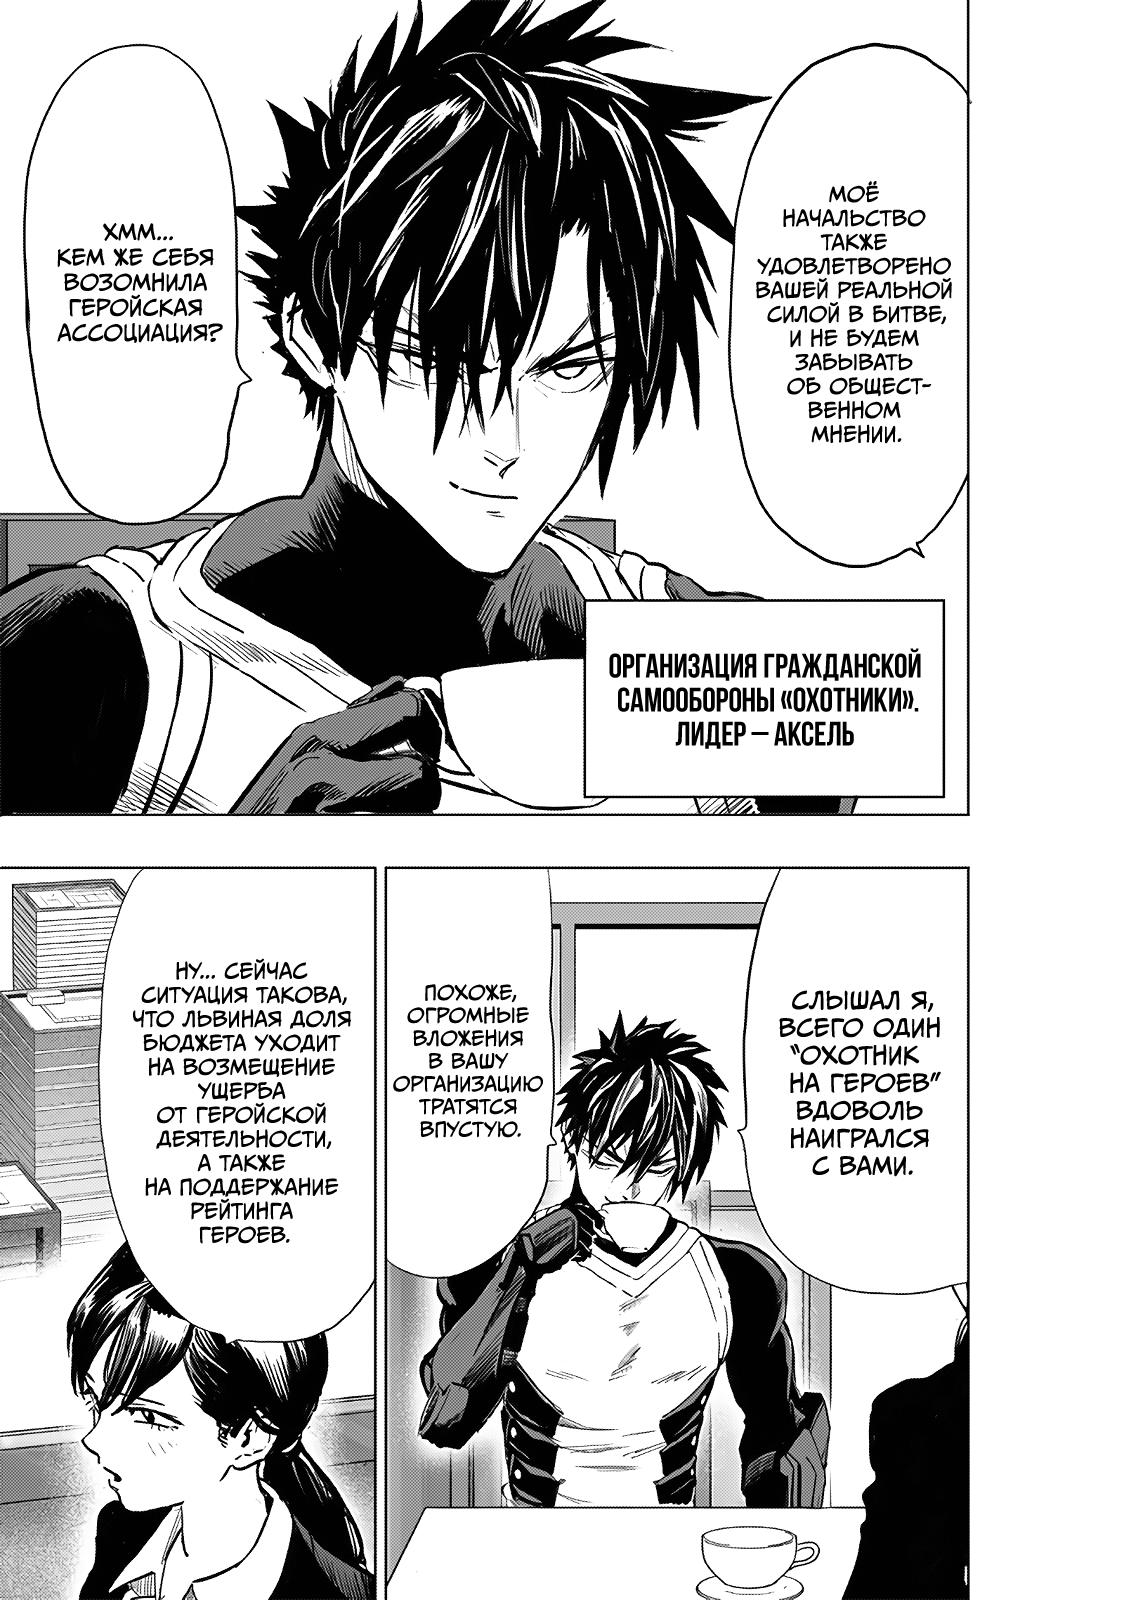 МОЁ
НАЧАЛЬСТВО
ТАКЖЕ
УДОВЛЕТВОРЕНО
ВАШЕЙ РЕАЛЬНОЙ
СИЛОЙ В БИТВЕ,
И НЕ БУДЕМ
ЗАБЫВАТЬ
ОБ ОБЩЕСТ-
ВЕННОМ
МНЕНИИ.
ХММ...
КЕМ ЖЕ СЕБЯ
ВОЗОМНИЛА
ГЕРОЙСКАЯ
АССОЦИАЦИЯ?
ОРГАНИЗАЦИЯ ГРАЖДАНСКОЙ
САМООБОРОНЫ «ОХОТНИКИ».
ЛИДЕР – АКСЕЛЬ
СЛЫШАЛ Я,
ВСЕГО ОДИН
"ОХОТНИК
НА ГЕРОЕВ"
ВДОВОЛЬ
НАИГРАЛСЯ
С ВАМИ.
ПОХОЖЕ,
ОГРОМНЫЕ
ВЛОЖЕНИЯ
В ВАШУ
ОРГАНИЗАЦИЮ
ТРАТЯТСЯ
ВПУСТУЮ.
НУ... СЕЙЧАС
СИТУАЦИЯ ТАКОВА,
ЧТО ЛЬВИНАЯ ДОЛЯ
БЮДЖЕТА УХОДИТ
НА ВОЗМЕЩЕНИЕ
УЩЕРБА
ОТ ГЕРОЙСКОЙ
ДЕЯТЕЛЬНОСТИ,
А ТАКЖЕ
НА ПОДДЕРЖАНИЕ
РЕЙТИНГА
ГЕРОЕВ.